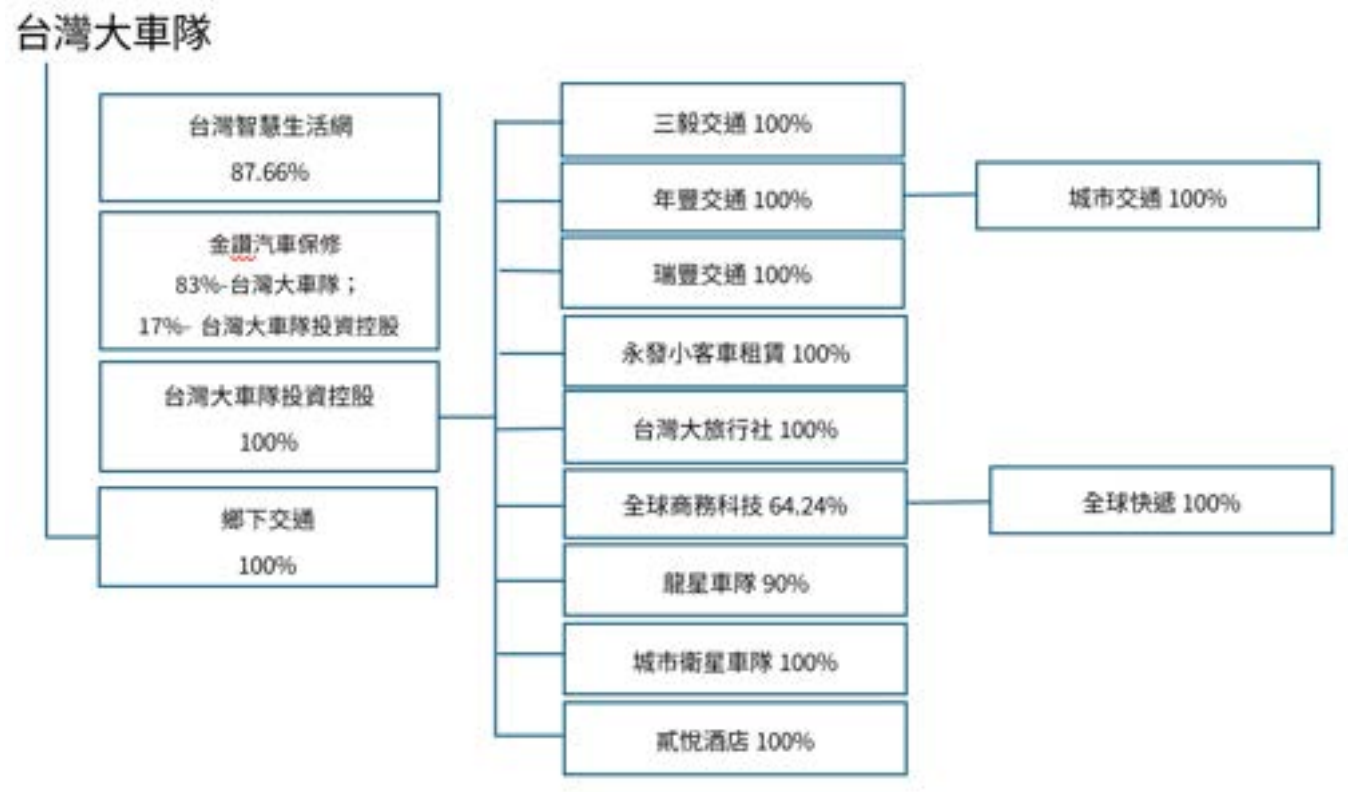 台灣大車隊
台灣智慧生活網
87.66%
金讚汽車保修
83%-台灣大車隊；
17%- 台灣大車隊投資控股
台灣大車隊投資控股
100%
鄉下交通
100%
三毅交通 100%
年豐交通 100%
瑞豐交通 100%
永發小客車租賃 100%
台灣大旅行社 100%
全球商務科技 64.24%
龍星車隊 90%
城市衛星車隊 100%
貳悅酒店 100%
城市交通 100%
全球快遞 100%